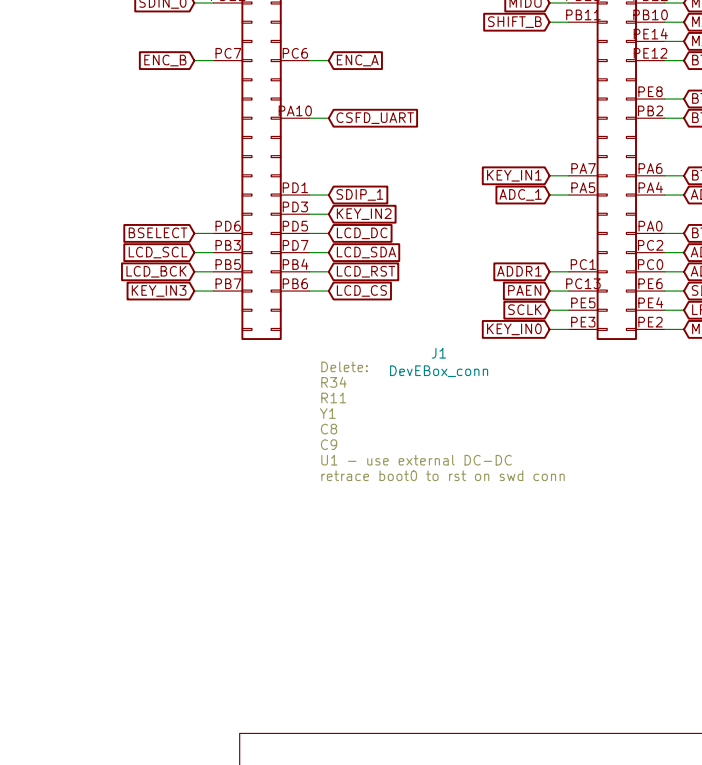 SDIN_0
ENC_B PC7 PC6 ENC_A
PA10 CSFD_UART
PD1 SDIP_1
PD3 KEY_IN2
BSELECT PD6 PD5 LCD_DC
LCD_SCL PB3 PD7 LCD_SDA
LCD_BCK PB5 PB4 LCD_RST
KEY_IN3 PB7 PB6 LCD_CS
MIDO
SHIFT_B PB11 PB10
PE14
PE12
PE8
PB2
KEY_IN1 PA7 PA6
ADC_1 PA5 PA4
PA0
PC2
ADDR1 PC1 PC0
PAEN PC13 PE6
SCLK PE5 PE4
KEY_IN0 PE3 PE2
J1
DevEBox_conn
Delete:
R34
R11
Y1
C8
C9
U1 - use external DC-DC
retrace boot0 to rst on swd conn